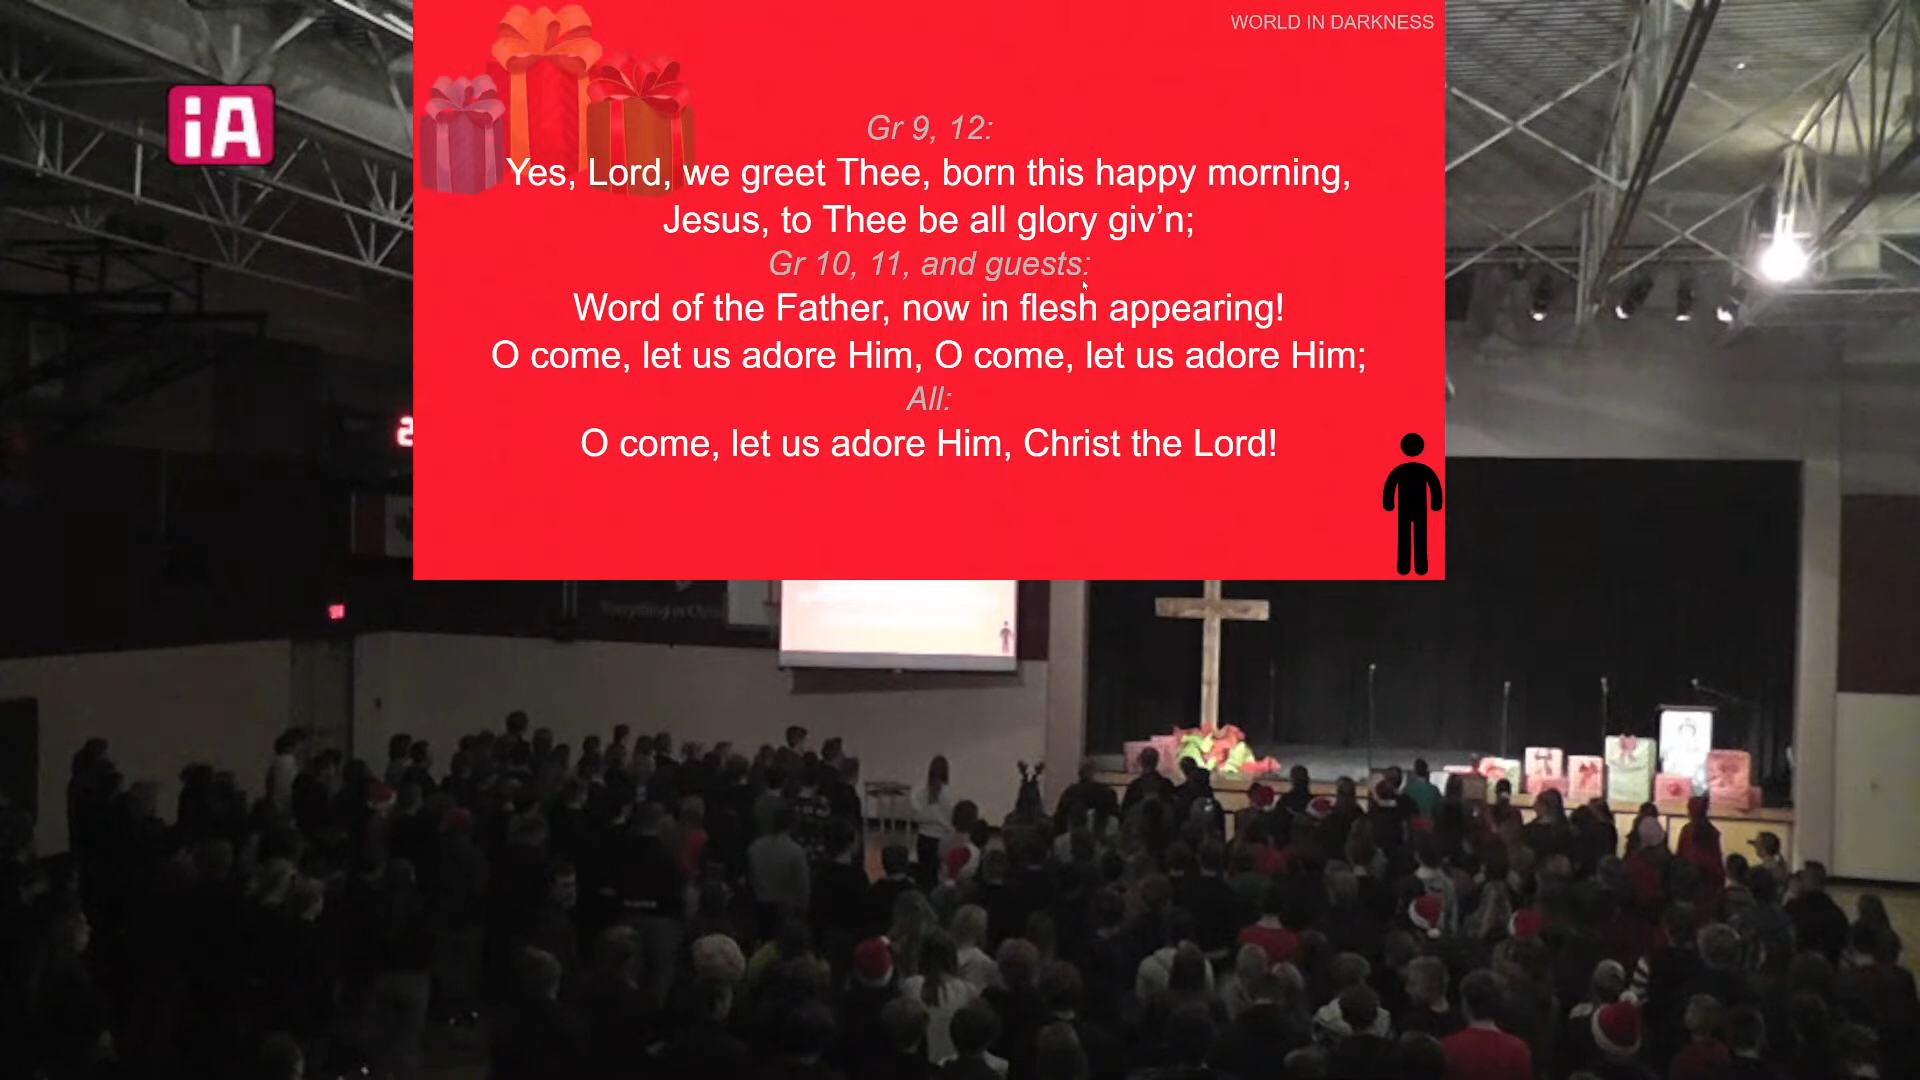 WORLD IN DARKNESS
iA
Gr 9, 12:
Yes, Lord, we greet Thee, born this happy morning,
Jesus, to Thee be all glory giv’n;
Gr 10, 11, and guests:
Word of the Father, now in flesh appearing!
O come, let us adore Him, O come, let us adore Him;
All:
O come, let us adore Him, Christ the Lord!
2